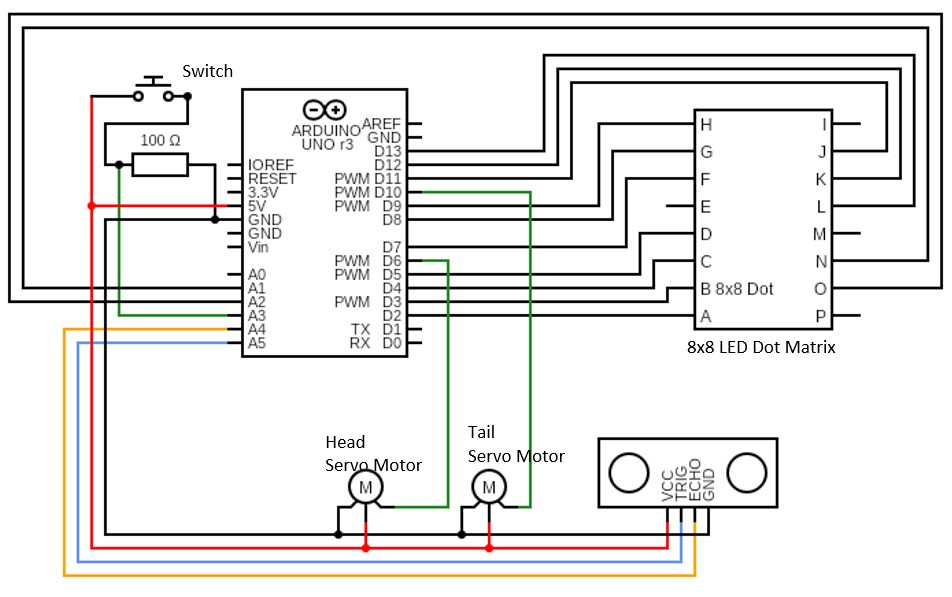 Switch
100 Ω
ARDUINO
UNO r3
IOREF
RESET
3.3V
5V
GND
GND
Vin
A0
A1
A2
A3
A4
A5
AREF
GND
D13
D12
PWM D11
PWM D10
PWM D9
D8
D7
PWM D6
PWM D5
D4
PWM D3
D2
TX D1
RX D0
H
G
F
E
D
C
B 8x8 Dot
A
I
J
K
L
M
N
O
P
8x8 LED Dot Matrix
Head
Servo Motor
M
Tail
Servo Motor
M
VCC
TRIG
ECHO
GND